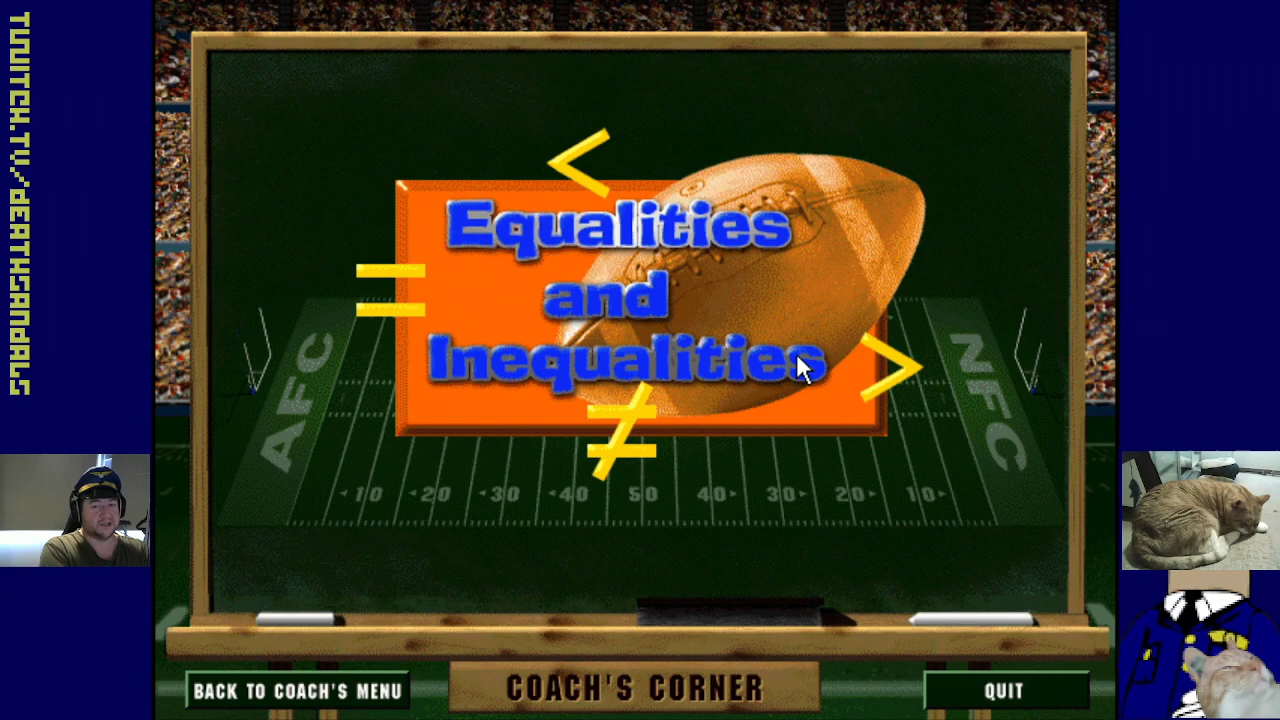 TWITCH.TV/DEATHSANDALS
<
Equalities
=
and
Inequalities
>
≠
AFC
NFC
◂10 ◂20 ◂30 ◂40 50 40▸ 30▸ 20▸ 10▸
BACK TO COACH'S MENU
COACH'S CORNER
QUIT